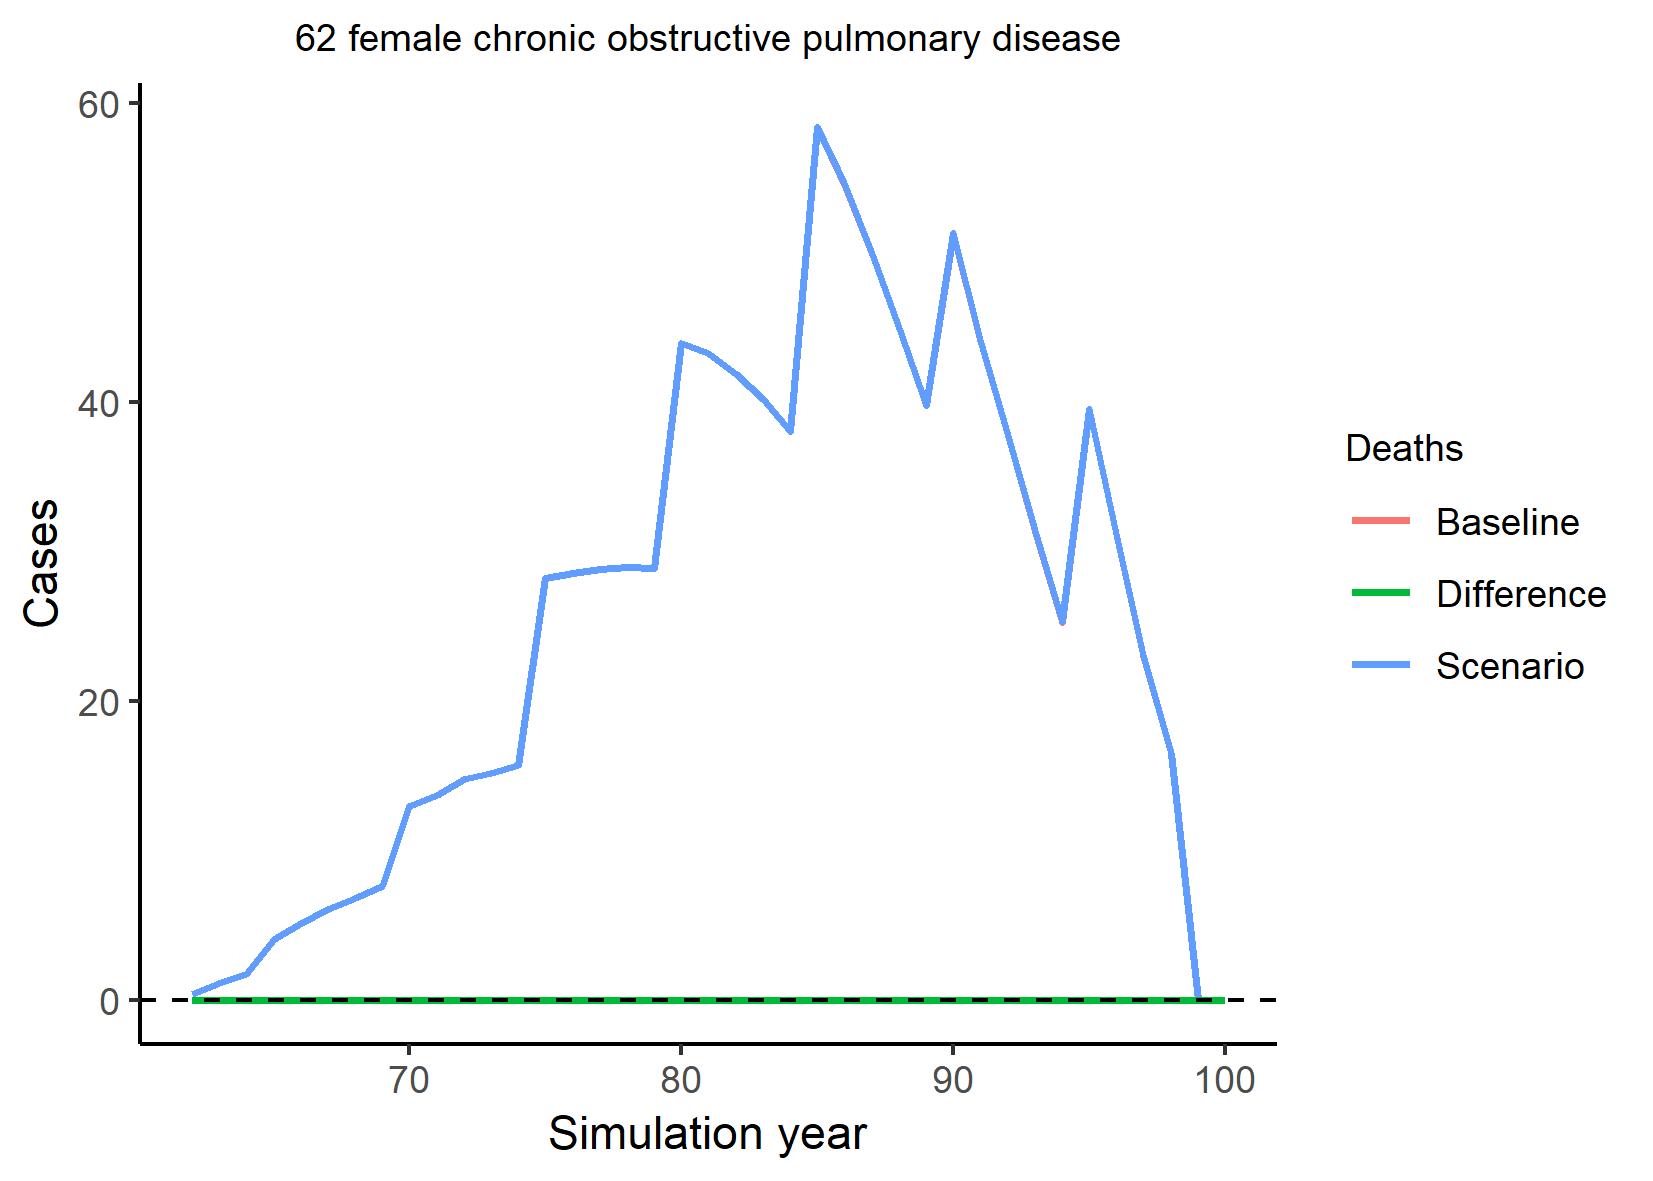 62 female chronic obstructive pulmonary disease
60
40
20
0
Cases
70 80 90 100
Simulation year
Deaths
Baseline
Difference
Scenario